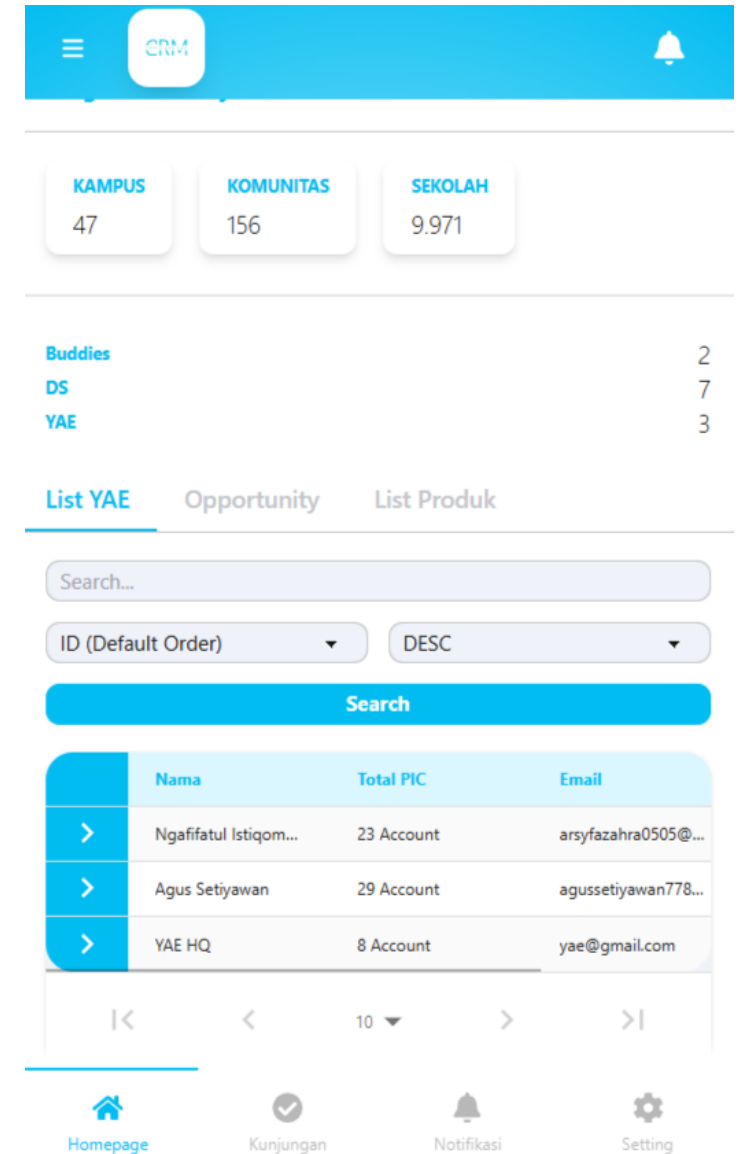 CRM
KAMPUS KOMUNITAS SEKOLAH
47 156 9.971
Buddies 2
DS 7
YAE 3
List YAE Opportunity List Produk
Search...
ID (Default Order) DESC
Search
Nama Total PIC Email
Ngafifatul Istiqom... 23 Account arsyfazahra0505@...
Agus Setiyawan 29 Account agussetiyawan778...
YAE HQ 8 Account yae@gmail.com
10
Homepage Kunjungan Notifikasi Setting